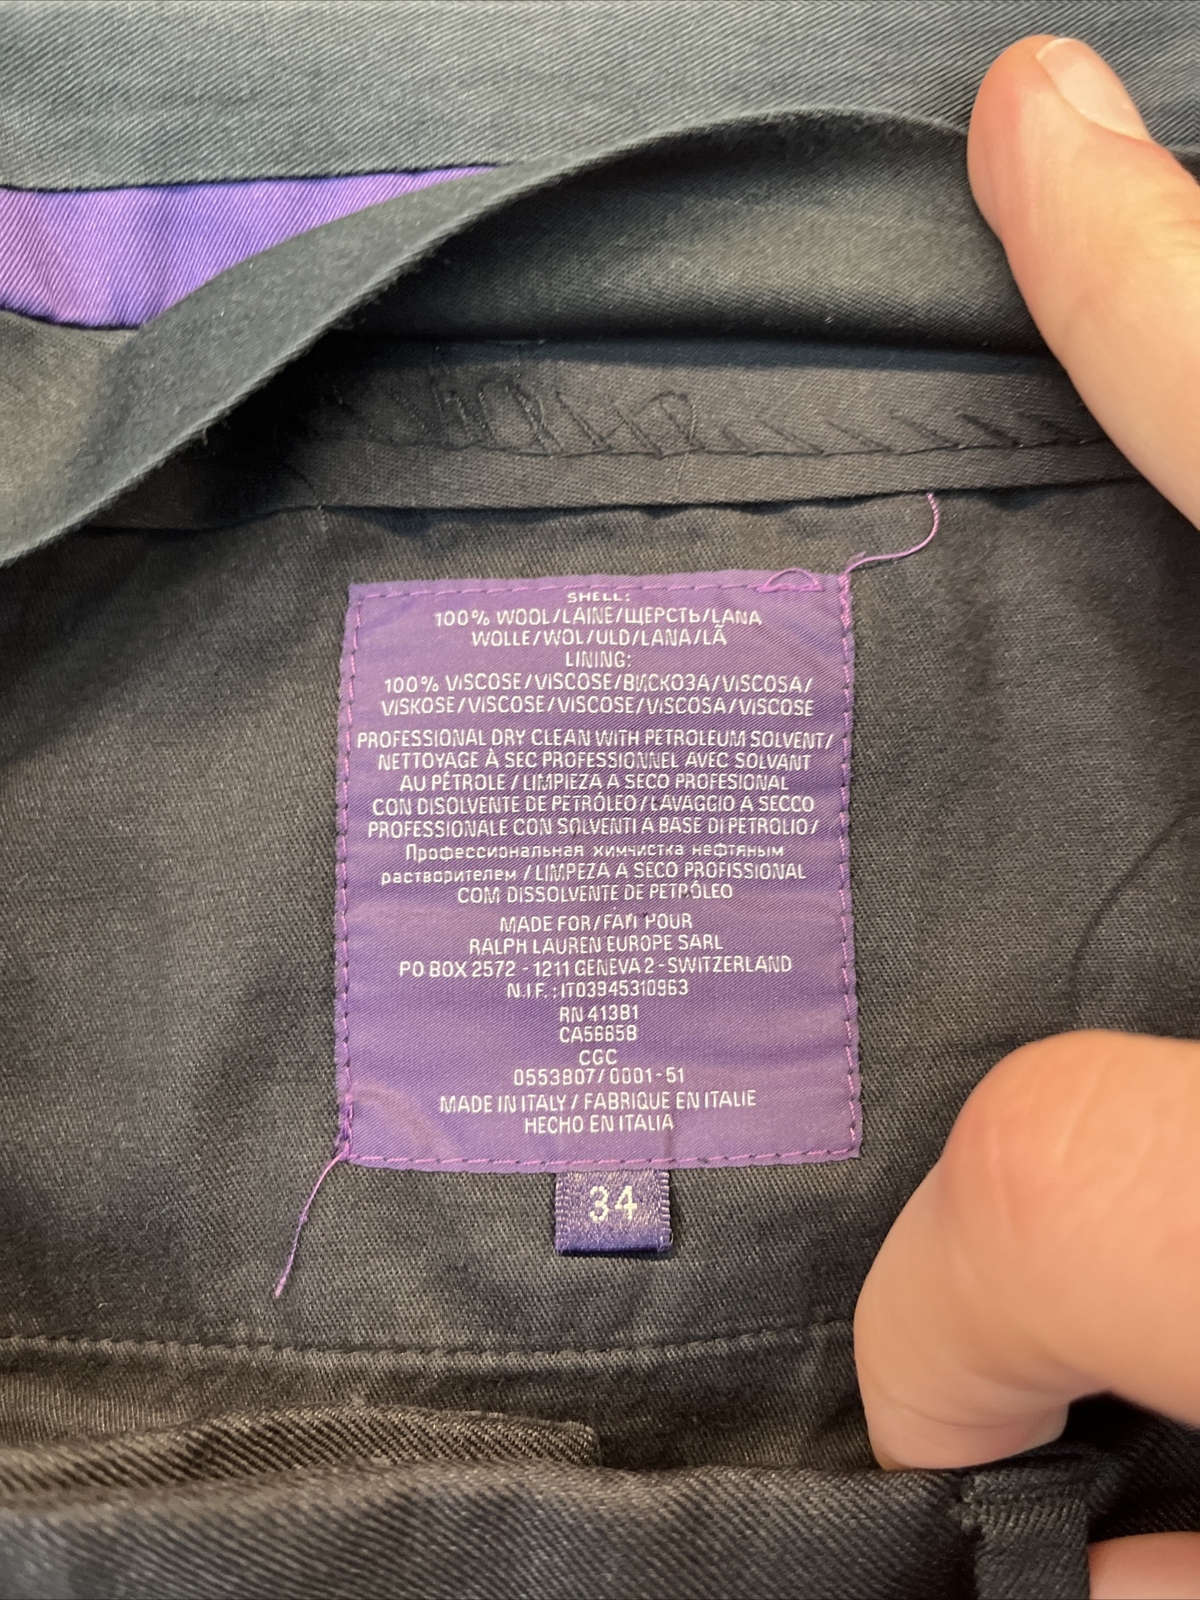 SHELL:
100% WOOL/LAINE/ШЕРСТЬ/LANA
WOLLE/WOL/ULD/LANA/LÃ
LINING:
100% VISCOSE/VISCOSE/ВИСКОЗА/VISCOSA/
VISKOSE/VISCOSE/VISCOSE/VISCOSA/VISCOSE
PROFESSIONAL DRY CLEAN WITH PETROLEUM SOLVENT/
NETTOYAGE À SEC PROFESSIONNEL AVEC SOLVANT
AU PÉTROLE / LIMPIEZA A SECO PROFESIONAL
CON DISOLVENTE DE PETRÓLEO / LAVAGGIO A SECCO
PROFESSIONALE CON SOLVENTI A BASE DI PETROLIO /
Профессиональная химчистка нефтяным
растворителем / LIMPEZA A SECO PROFISSIONAL
COM DISSOLVENTE DE PETRÓLEO
MADE FOR/FAIT POUR
RALPH LAUREN EUROPE SARL
PO BOX 2572 - 1211 GENEVA 2 - SWITZERLAND
N.I.F. : IT03945310963
RN 41381
CA56658
CGC
0553807/ 0001-51
MADE IN ITALY / FABRIQUE EN ITALIE
HECHO EN ITALIA
34